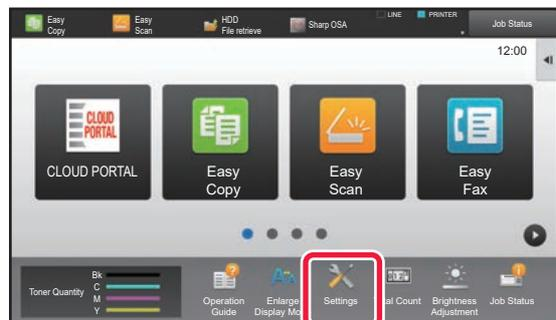 Easy
Copy
Easy
Scan
HDD
File retrieve
Sharp OSA
LINE
PRINTER
Job Status
12:00
CLOUD
PORTAL
CLOUD PORTAL
Easy
Copy
Easy
Scan
Easy
Fax
Toner Quantity
Bk
C
M
Y
Operation
Guide
Enlarge
Display Mo
Settings
tal Count
Brightness
Adjustment
Job Status